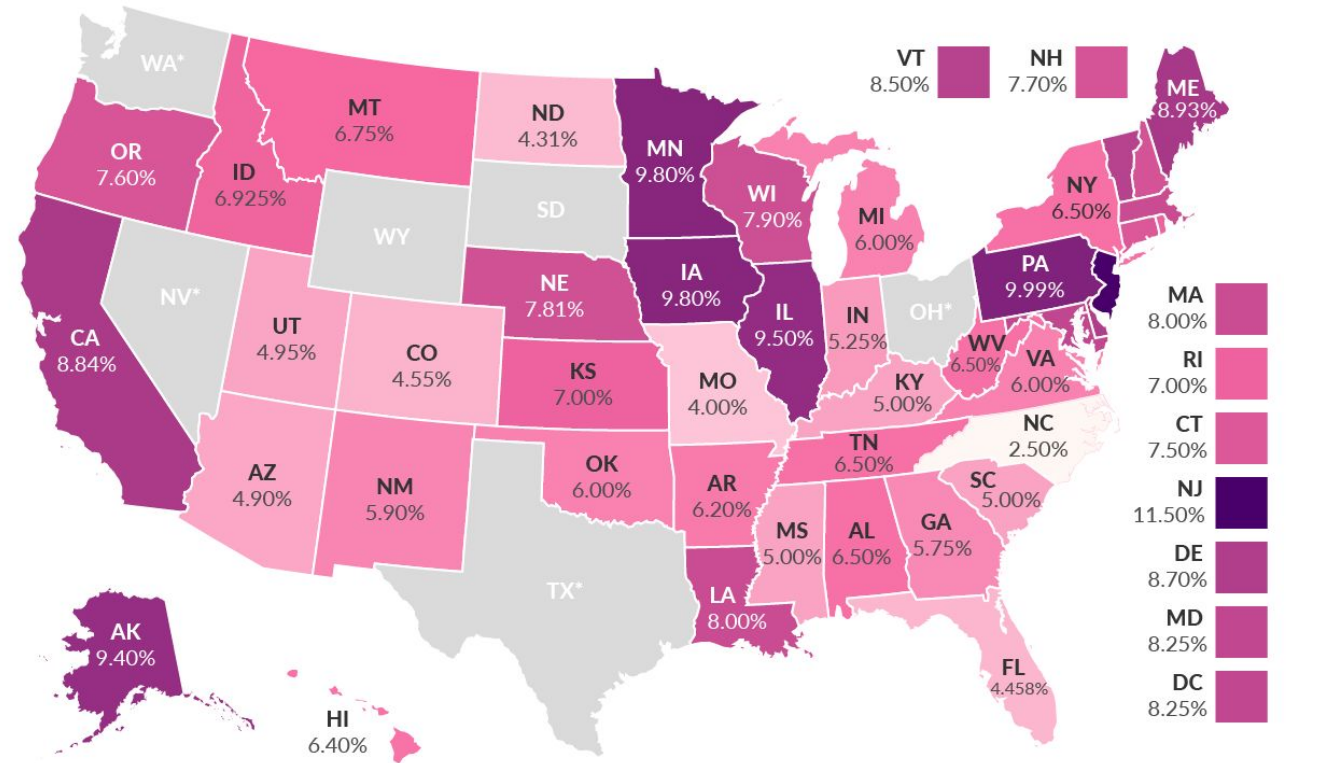 WA*
VT
8.50%
NH
7.70%
ME
8.93%
MT
6.75%
ND
4.31%
MN
9.80%
OR
7.60%
ID
6.925%
WI
7.90%
NY
6.50%
SD
MI
6.00%
WY
NE
7.81%
IA
9.80%
PA
9.99%
NV*
MA
8.00%
UT
4.95%
CA
8.84%
CO
4.55%
IL
9.50%
IN
5.25%
OH*
WV
6.50%
VA
6.00%
RI
7.00%
KS
7.00%
MO
4.00%
KY
5.00%
CT
7.50%
NC
2.50%
TN
6.50%
AZ
4.90%
NM
5.90%
OK
6.00%
AR
6.20%
SC
5.00%
NJ
11.50%
MS
5.00%
AL
6.50%
GA
5.75%
DE
8.70%
TX*
LA
8.00%
MD
8.25%
AK
9.40%
FL
4.458%
DC
8.25%
HI
6.40%